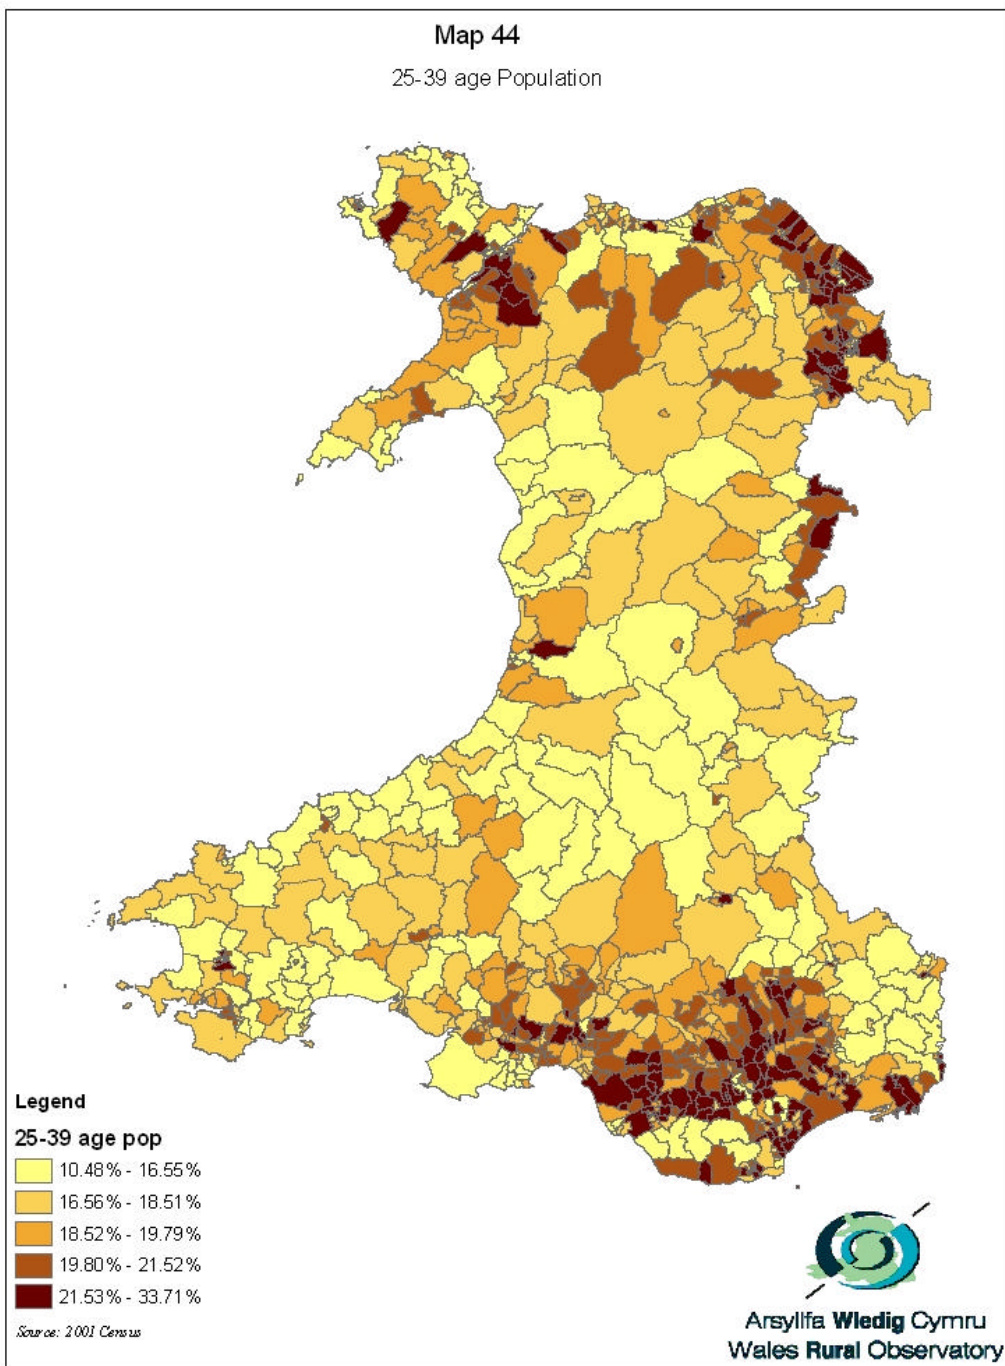 Map 44
25-39 age Population
Legend
25-39 age pop
10.48% - 16.55%
16.56% - 18.51%
18.52% - 19.79%
19.80% - 21.52%
21.53% - 33.71%
Source: 2001 Census
Arsyllfa Wledig Cymru
Wales Rural Observatory